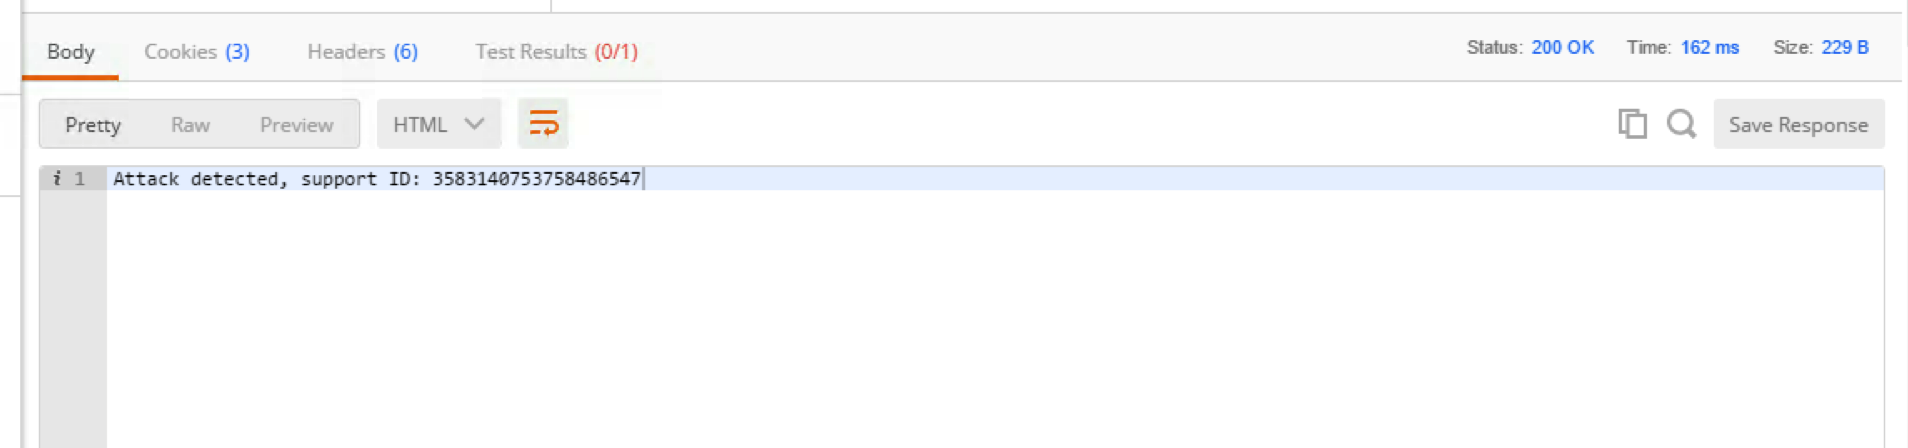 Body Cookies (3) Headers (6) Test Results (0/1) Status: 200 OK Time: 162 ms Size: 229 B
Pretty Raw Preview HTML Save Response
i 1 Attack detected, support ID: 3583140753758486547